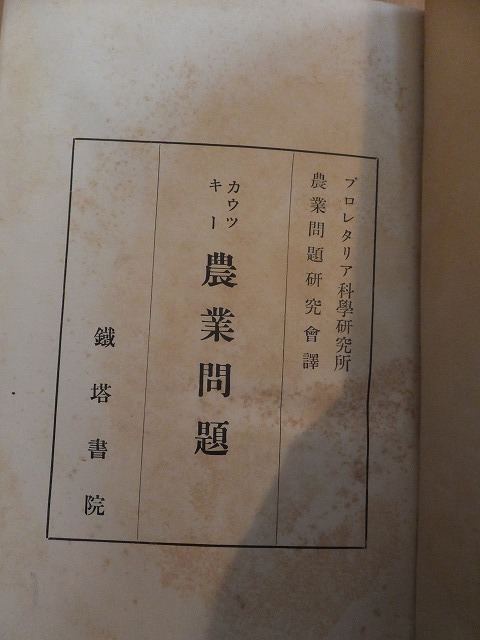 プロレタリア科學研究所
農業問題研究會譯
カウツ
キー
農業問題
鐵塔書院